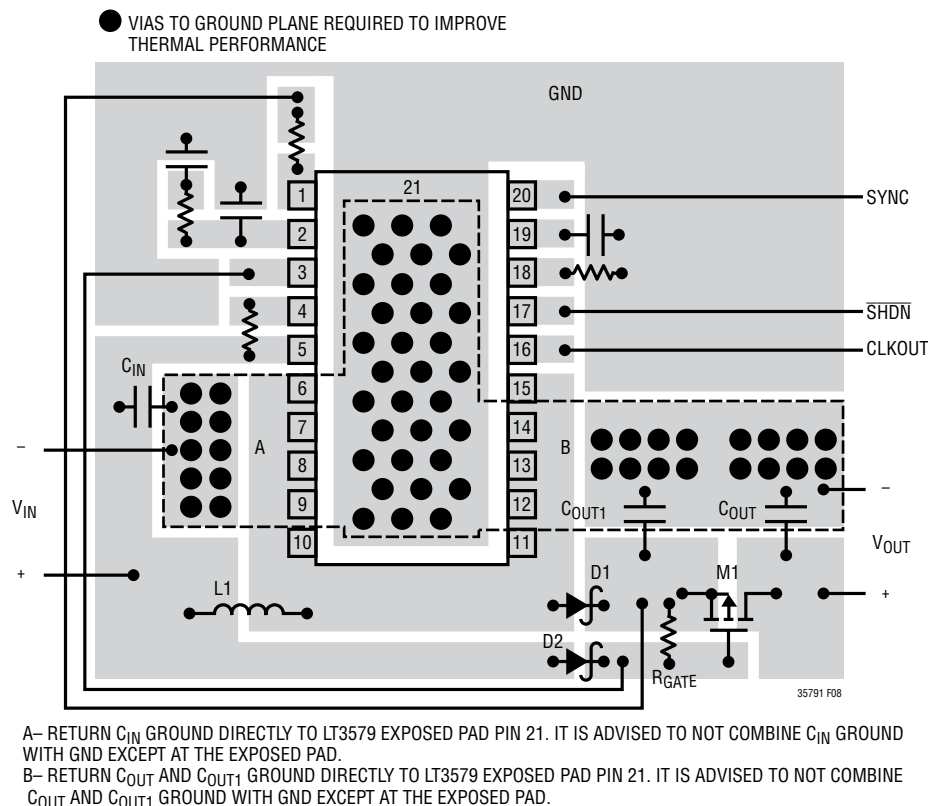 VIAS TO GROUND PLANE REQUIRED TO IMPROVE
THERMAL PERFORMANCE
GND
21
1
2
3
4
5
6
7
8
9
10
20
19
18
17
16
15
14
13
12
11
SYNC
SHDN
CLKOUT
CIN
A
B
–
VIN
+
L1
COUT1
COUT
–
VOUT
+
D1
D2
M1
RGATE
35791 F08
A– RETURN CIN GROUND DIRECTLY TO LT3579 EXPOSED PAD PIN 21. IT IS ADVISED TO NOT COMBINE CIN GROUND
WITH GND EXCEPT AT THE EXPOSED PAD.
B– RETURN COUT AND COUT1 GROUND DIRECTLY TO LT3579 EXPOSED PAD PIN 21. IT IS ADVISED TO NOT COMBINE
COUT AND COUT1 GROUND WITH GND EXCEPT AT THE EXPOSED PAD.